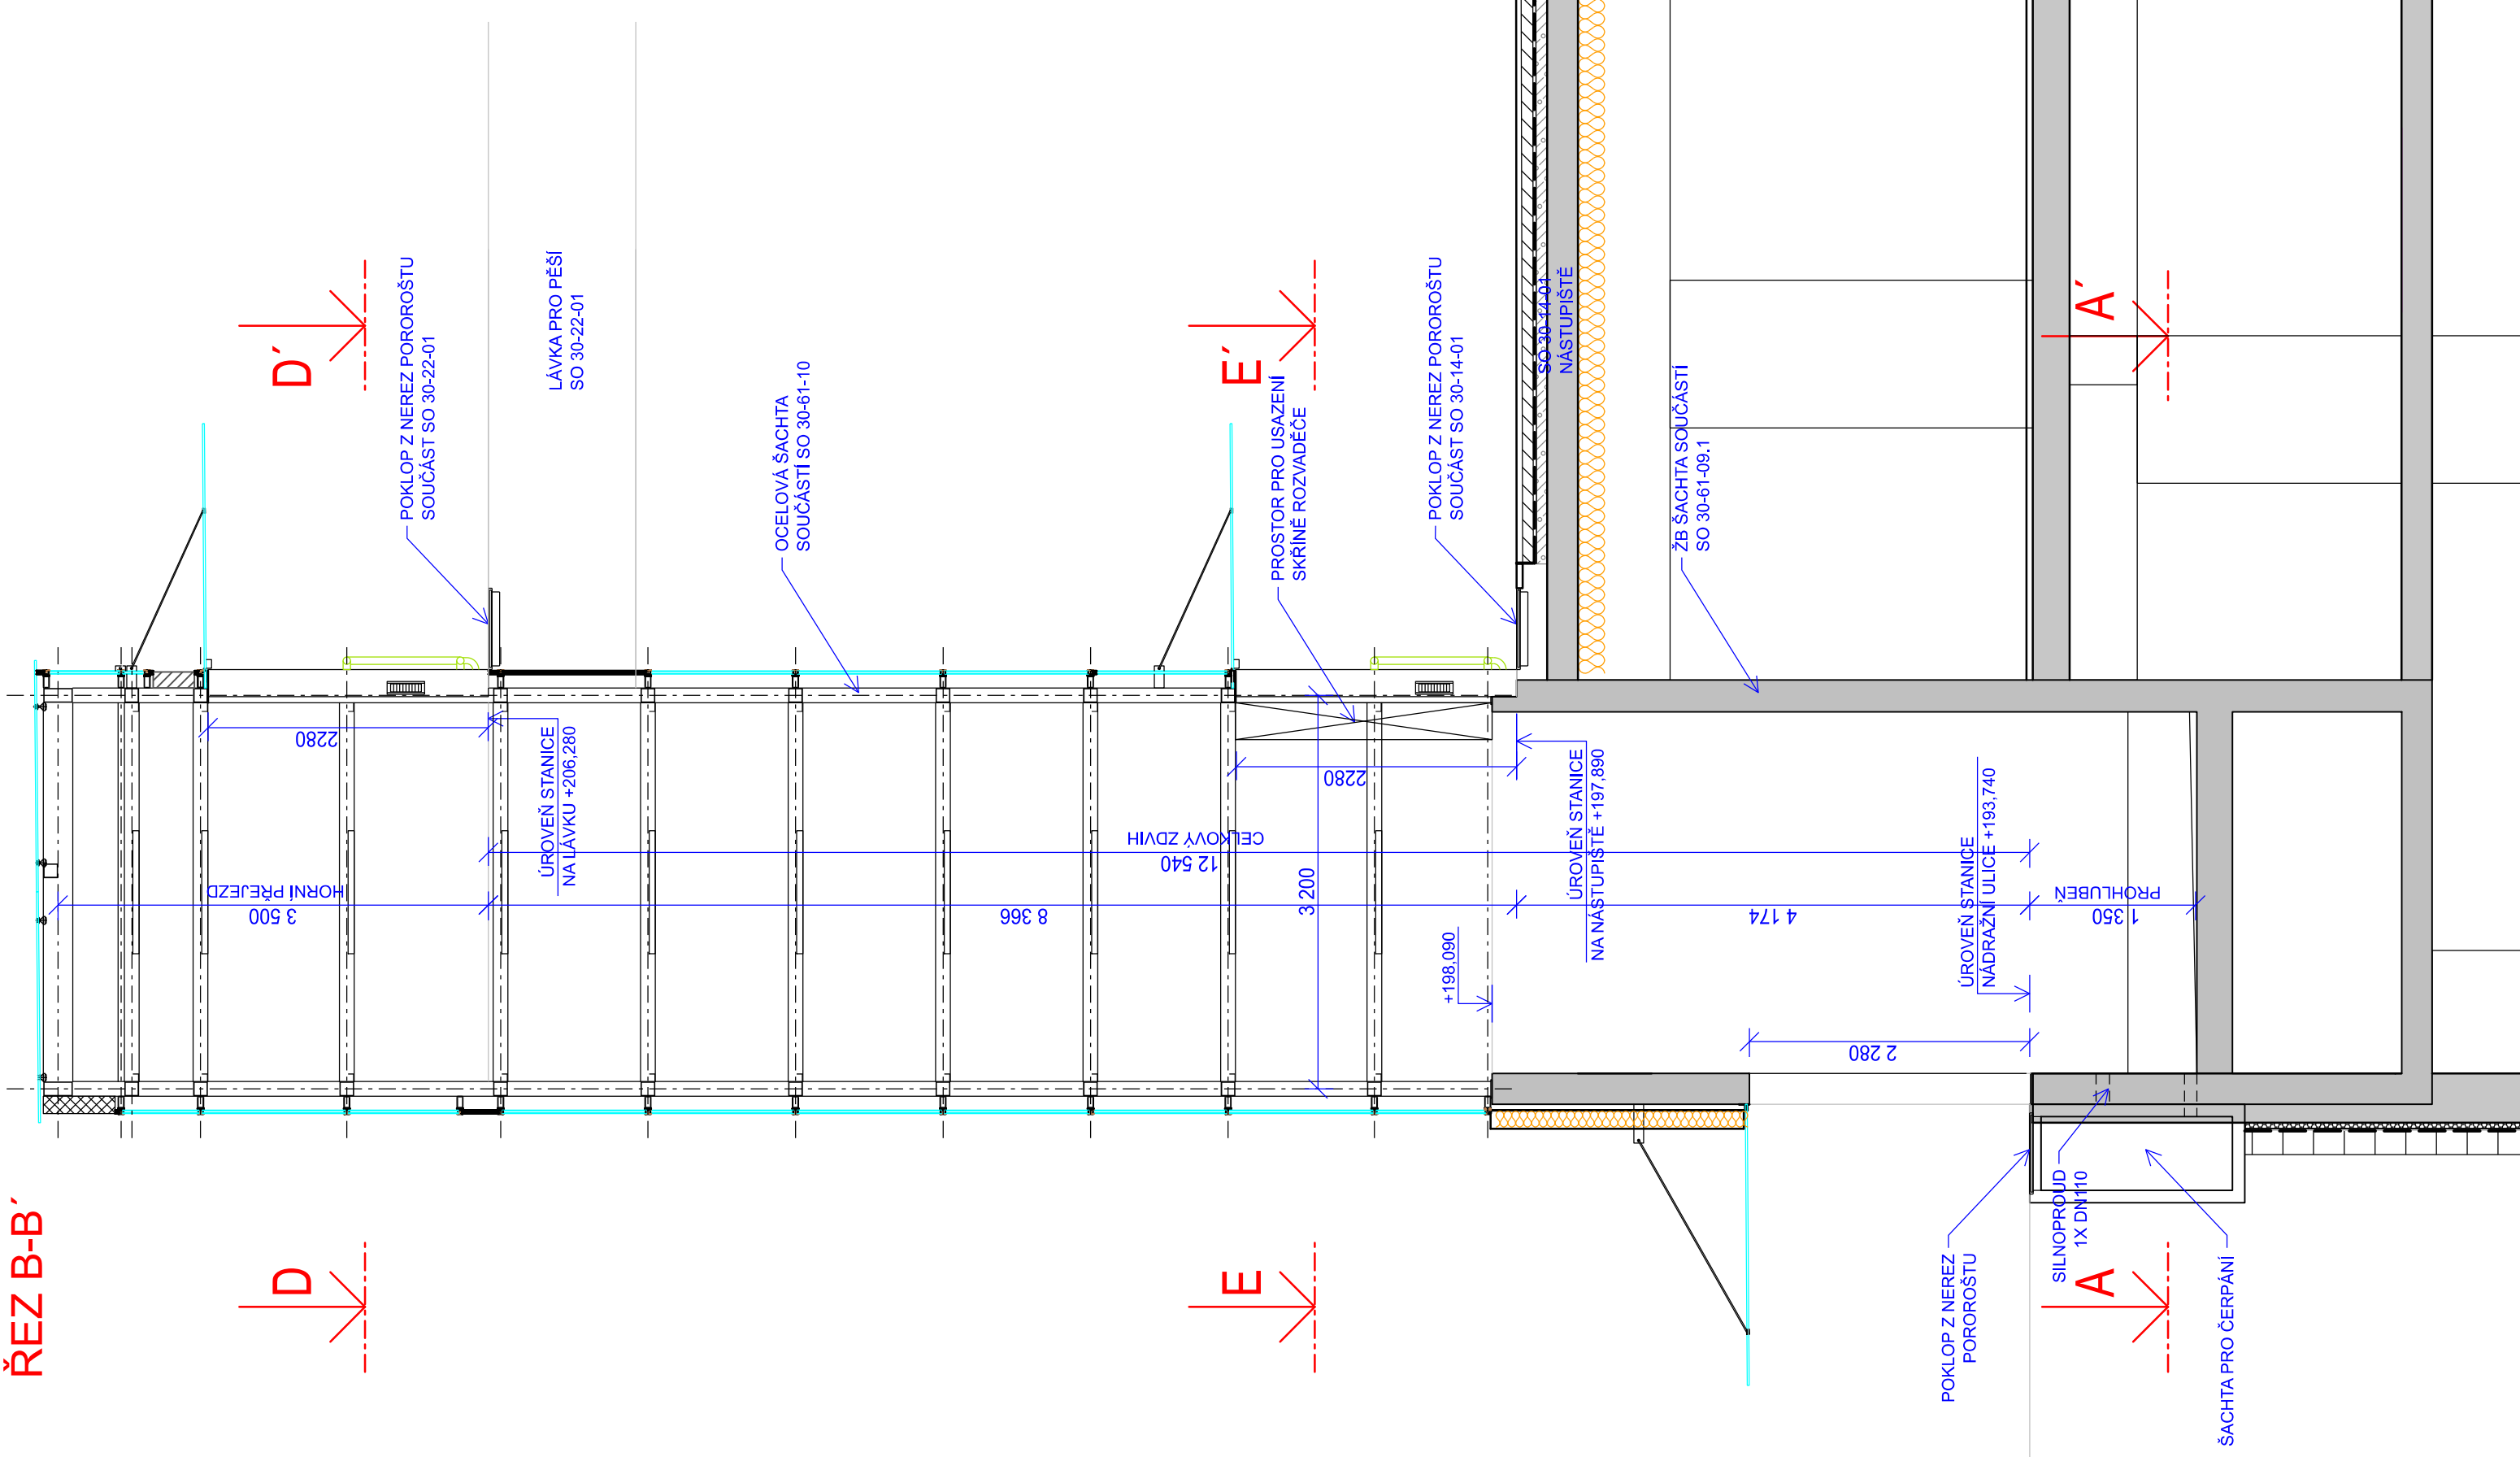 ŘEZ B-B´
D
D´
E
E´
A
A´
POKLOP Z NEREZ POROROŠTU
SOUČÁST SO 30-22-01
LÁVKA PRO PĚŠÍ
SO 30-22-01
OCELOVÁ ŠACHTA
SOUČÁSTÍ SO 30-61-10
PROSTOR PRO USAZENÍ
SKŘÍNĚ ROZVADĚČE
POKLOP Z NEREZ POROROŠTU
SOUČÁST SO 30-14-01
SO 30-14-01
NÁSTUPIŠTĚ
ŽB ŠACHTA SOUČÁSTÍ
SO 30-61-09.1
2280
ÚROVEŇ STANICE
NA LÁVKU +206,280
HORNÍ PŘEJEZD
3 500
CELKOVÝ ZDVIH
12 540
8 366
2280
3 200
+198,090
ÚROVEŇ STANICE
NA NÁSTUPIŠTĚ +197,890
4 174
ÚROVEŇ STANICE
NÁDRAŽNÍ ULICE +193,740
PROHLUBEŇ
1 350
2 280
POKLOP Z NEREZ
POROROŠTU
SILNOPROUD
1X DN110
ŠACHTA PRO ČERPÁNÍ